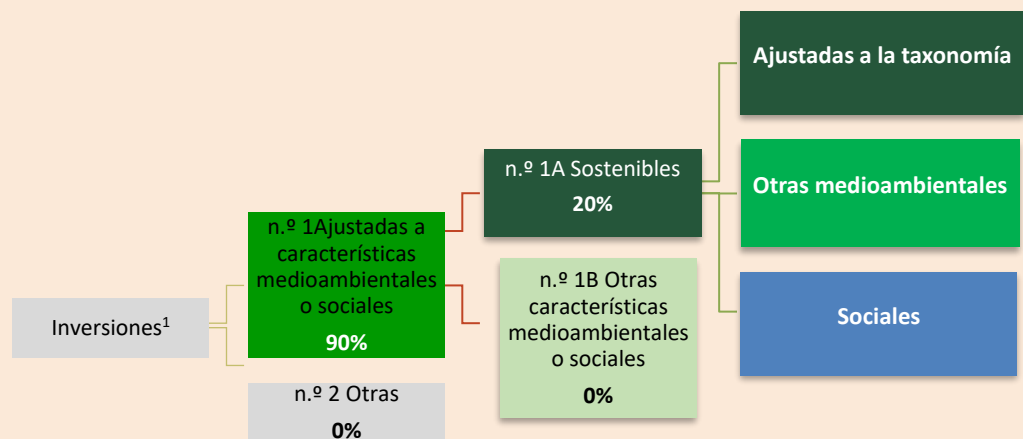 Inversiones¹
n.º 1Ajustadas a
características
medioambientales
o sociales
90%
n.º 2 Otras
0%
n.º 1A Sostenibles
20%
n.º 1B Otras
características
medioambientales
o sociales
0%
Ajustadas a la taxonomía
Otras medioambientales
Sociales